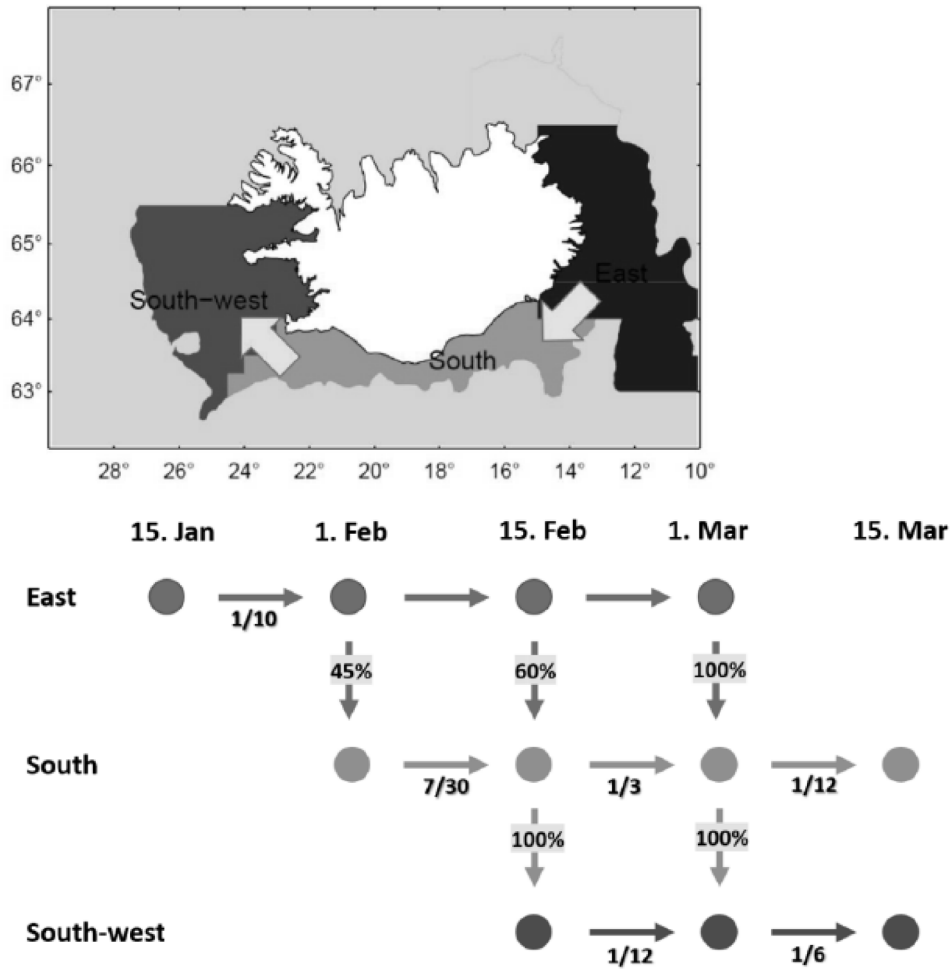 67°
66°
65°
64°
63°
East
South-west
South
28° 26° 24° 22° 20° 18° 16° 14° 12° 10°
15. Jan 1. Feb 15. Feb 1. Mar 15. Mar
East
1/10
45% 60% 100%
South
7/30 1/3 1/12
100% 100%
South-west
1/12 1/6